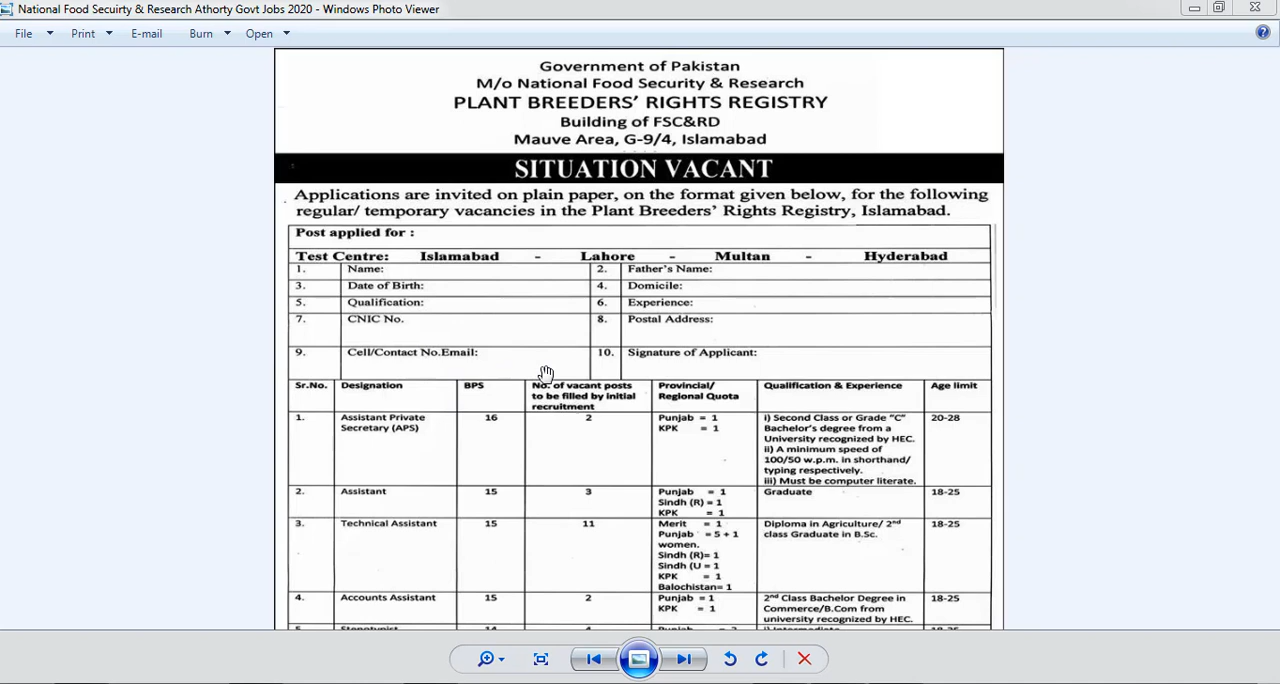 National Food Secuirty & Research Athorty Govt Jobs 2020 - Windows Photo Viewer
File Print E-mail Burn Open
Government of Pakistan
M/o National Food Security & Research
PLANT BREEDERS' RIGHTS REGISTRY
Building of FSC&RD
Mauve Area, G-9/4, Islamabad
SITUATION VACANT
Applications are invited on plain paper, on the format given below, for the following
regular/ temporary vacancies in the Plant Breeders' Rights Registry, Islamabad.
Post applied for :
Test Centre: Islamabad - Lahore - Multan - Hyderabad
1. Name: 2. Father's Name:
3. Date of Birth: 4. Domicile:
5. Qualification: 6. Experience:
7. CNIC No. 8. Postal Address:
9. Cell/Contact No.Email: 10. Signature of Applicant:
Sr.No. Designation BPS No. of vacant posts Provincial/ Qualification & Experience Age limit
to be filled by initial Regional Quota
recruitment
1. Assistant Private 16 2 Punjab = 1 i) Second Class or Grade "C" 20-28
Secretary (APS) KPK = 1 Bachelor's degree from a
University recognized by HEC.
ii) A minimum speed of
100/50 w.p.m. in shorthand/
typing respectively.
iii) Must be computer literate.
2. Assistant 15 3 Punjab = 1 Graduate 18-25
Sindh (R) = 1
KPK = 1
3. Technical Assistant 15 11 Merit = 1 Diploma in Agriculture/ 2nd 18-25
Punjab = 5 + 1 class Graduate in B.Sc.
women.
Sindh (R)= 1
Sindh (U = 1
KPK = 1
Balochistan= 1
4. Accounts Assistant 15 2 Punjab = 1 2nd Class Bachelor Degree in 18-25
KPK = 1 Commerce/B.Com from
university recognized by HEC.